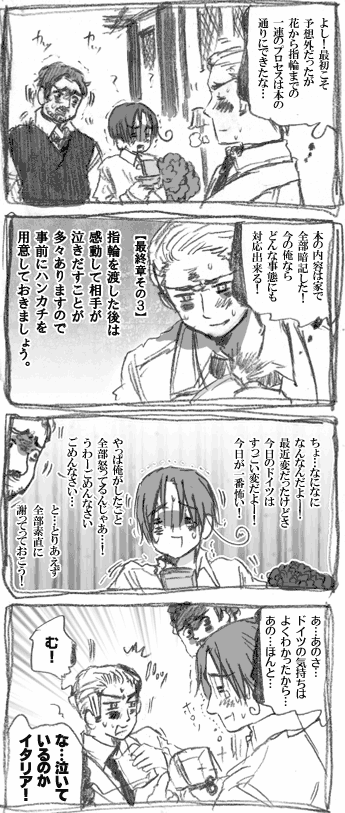 よし！最初こそ
予想外だったが
花から指輪までの
一連のプロセスは本の
通りにできたな…
？
？
？
本の内容は家で
全部暗記した！
今の俺なら
どんな事態にも
対応出来る！
【最終章その3】
指輪を渡した後は
感動して相手が
泣きだすことが
多々ありますので
事前にハンカチを
用意しておきましょう。
ちょ…なになに
なんなんだよー！
最近変だったけどさ
今日のドイツは
すっごい変だよー！
今日が一番怖い！
やっぱ俺がしたこと
全部怒ってるんじゃあ…！
うわーごめんなさい
ごめんなさい…
と…とりあえず
全部素直に
謝ってっておこう！
あ…あのさ…
ドイツの気持ちは
よくわかったから…
あの…ほんと…
む！
な…泣いて
いるのか
イタリア！